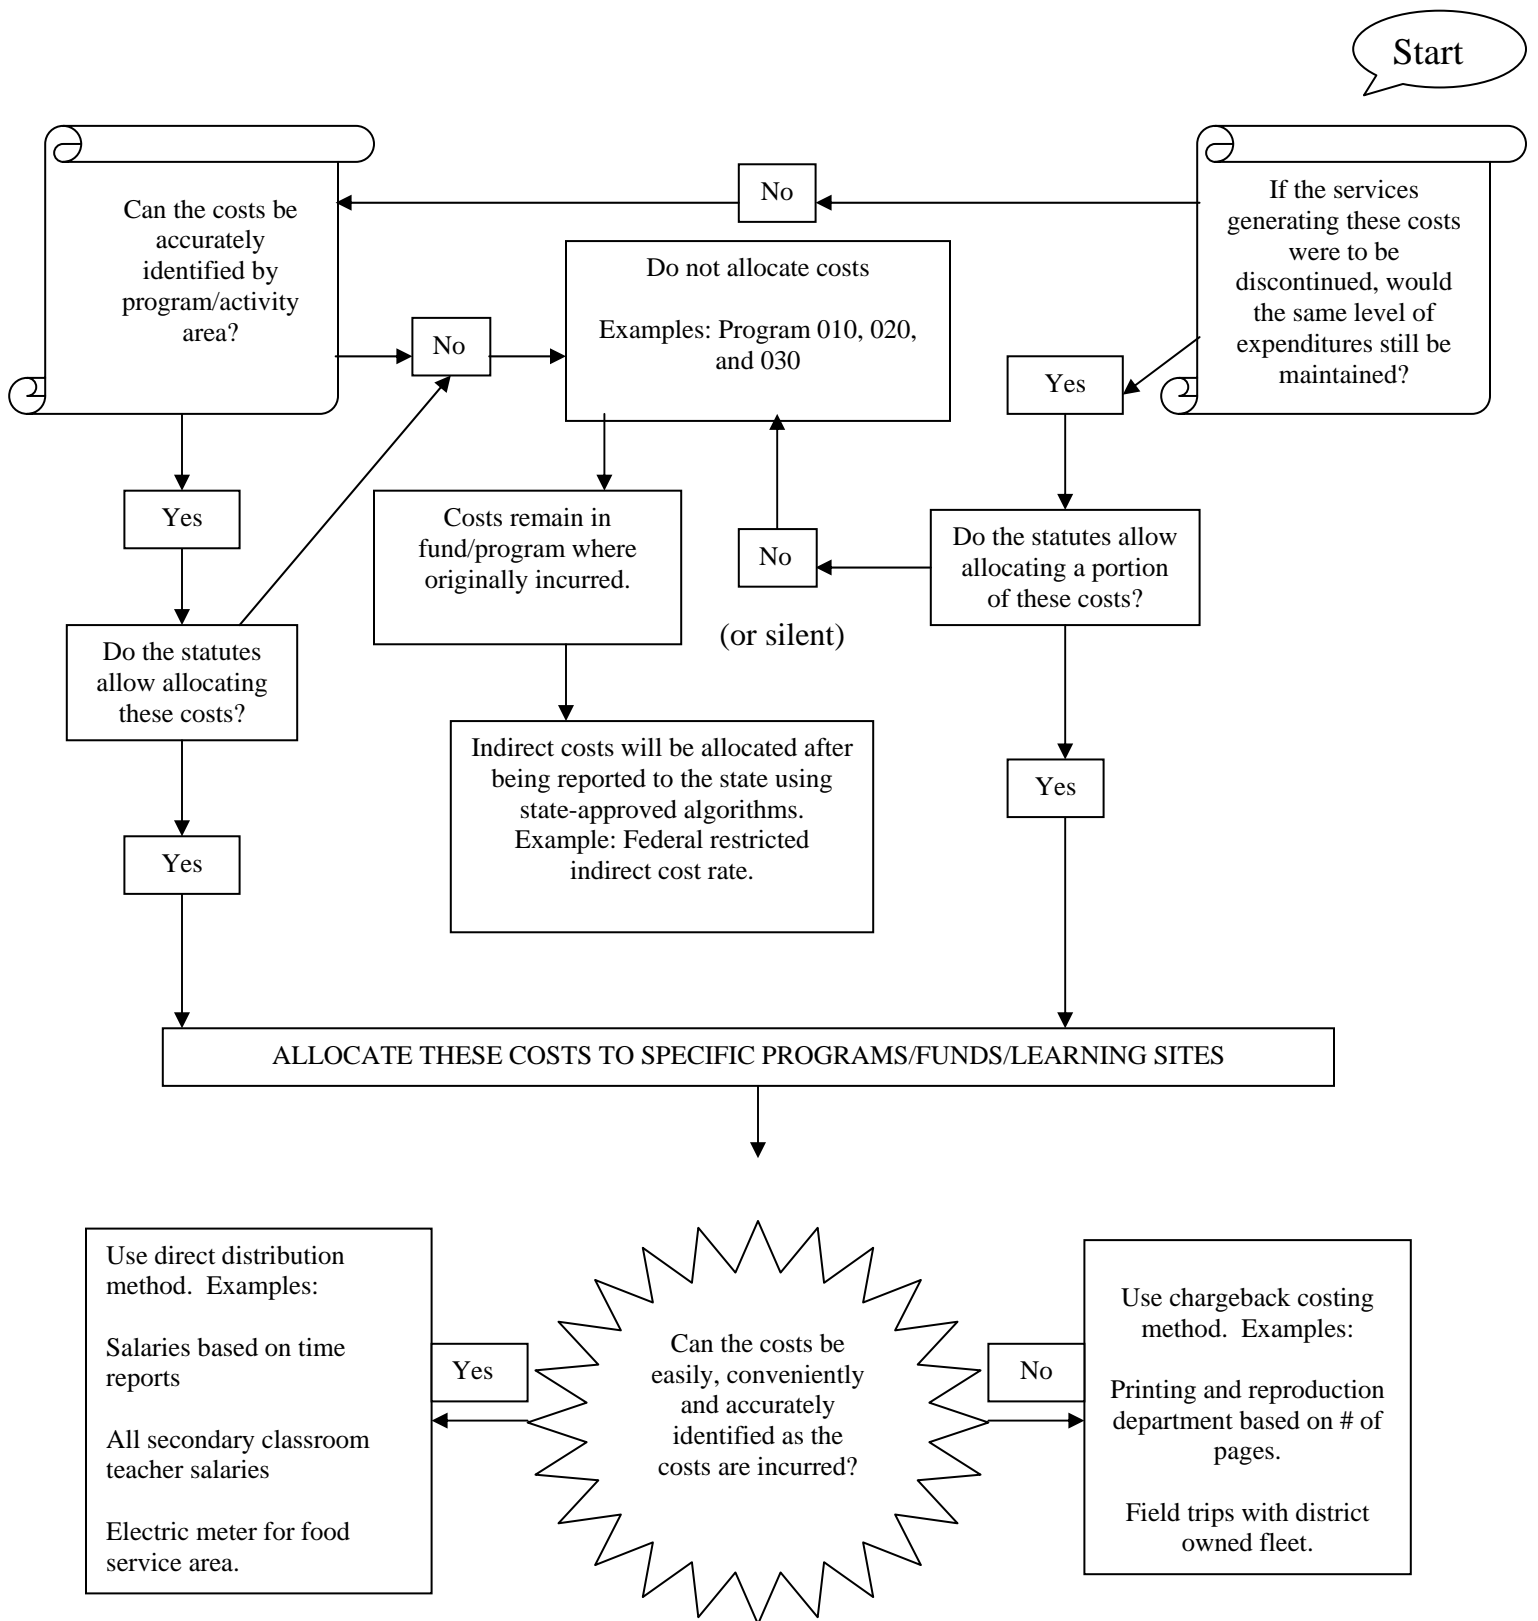 Start
If the services
generating these costs
were to be
discontinued, would
the same level of
expenditures still be
maintained?
No
Can the costs be
accurately
identified by
program/activity
area?
No
Do not allocate costs
Examples: Program 010, 020,
and 030
Yes
Yes
Costs remain in
fund/program where
originally incurred.
No
(or silent)
Do the statutes allow
allocating a portion
of these costs?
Do the statutes
allow allocating
these costs?
Indirect costs will be allocated after
being reported to the state using
state-approved algorithms.
Example: Federal restricted
indirect cost rate.
Yes
Yes
ALLOCATE THESE COSTS TO SPECIFIC PROGRAMS/FUNDS/LEARNING SITES
Use direct distribution
method.  Examples:
Salaries based on time
reports
All secondary classroom
teacher salaries
Electric meter for food
service area.
Yes
Can the costs be
easily, conveniently
and accurately
identified as the
costs are incurred?
No
Use chargeback costing
method.  Examples:
Printing and reproduction
department based on # of
pages.
Field trips with district
owned fleet.